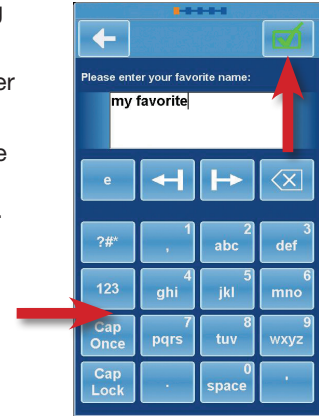 g
er
e
.
Please enter your favorite name:
my favorite
e
?#* 1 , 2 abc 3 def
123 4 ghi 5 jkl 6 mno
Cap Once 7 pqrs 8 tuv 9 wxyz
Cap Lock . 0 space '